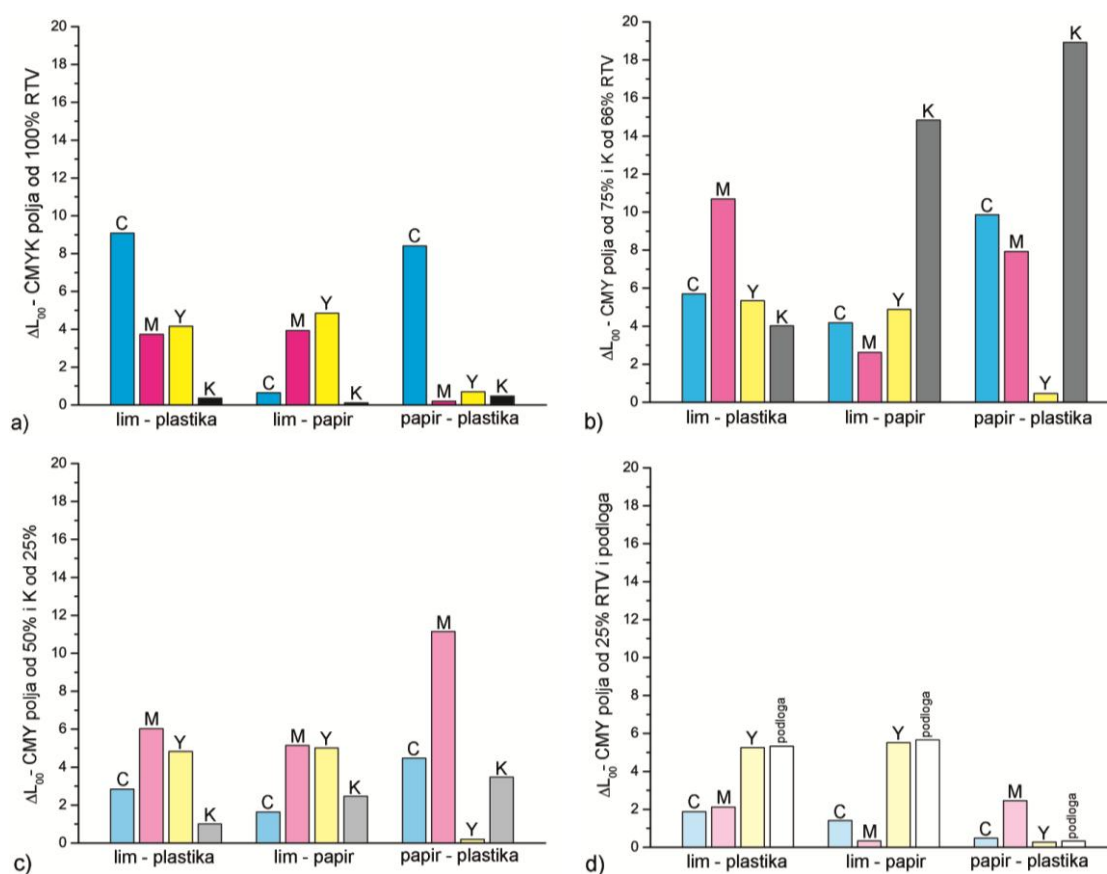 ΔL₀₀ - CMYK polja od 100% RTV
20
18
16
14
12
10
8
6
4
2
0
C
M
Y
K
C
M
Y
K
C
M
Y
K
lim - plastika
lim - papir
papir - plastika
a)
ΔL₀₀ - CMY polja od 75% i K od 66% RTV
20
18
16
14
12
10
8
6
4
2
0
C
M
Y
K
C
M
Y
K
C
M
Y
K
lim - plastika
lim - papir
papir - plastika
b)
ΔL₀₀ - CMY polja od 50% i K od 25%
20
18
16
14
12
10
8
6
4
2
0
C
M
Y
K
C
M
Y
K
C
M
Y
K
lim - plastika
lim - papir
papir - plastika
c)
ΔL₀₀ - CMY polja od 25% RTV i podloga
20
18
16
14
12
10
8
6
4
2
0
C
M
Y
podloga
C
M
Y
podloga
C
M
Y
podloga
lim - plastika
lim - papir
papir - plastika
d)